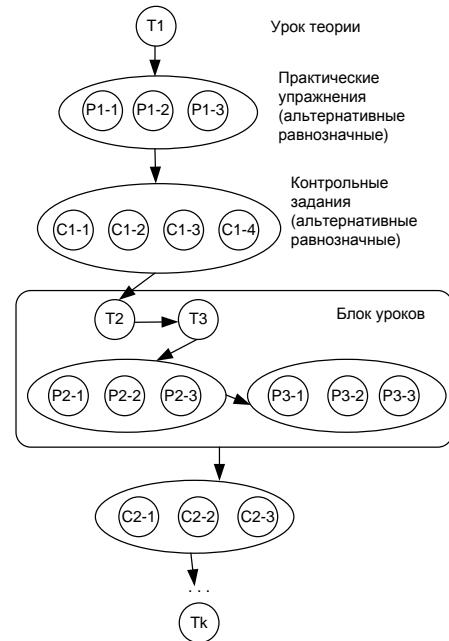 T1
Урок теории
Практические
упражнения
(альтернативные
равнозначные)
P1-1 P1-2 P1-3
Контрольные
задания
(альтернативные
равнозначные)
C1-1 C1-2 C1-3 C1-4
Блок уроков
T2 T3
P2-1 P2-2 P2-3 P3-1 P3-2 P3-3
C2-1 C2-2 C2-3
...
Tk